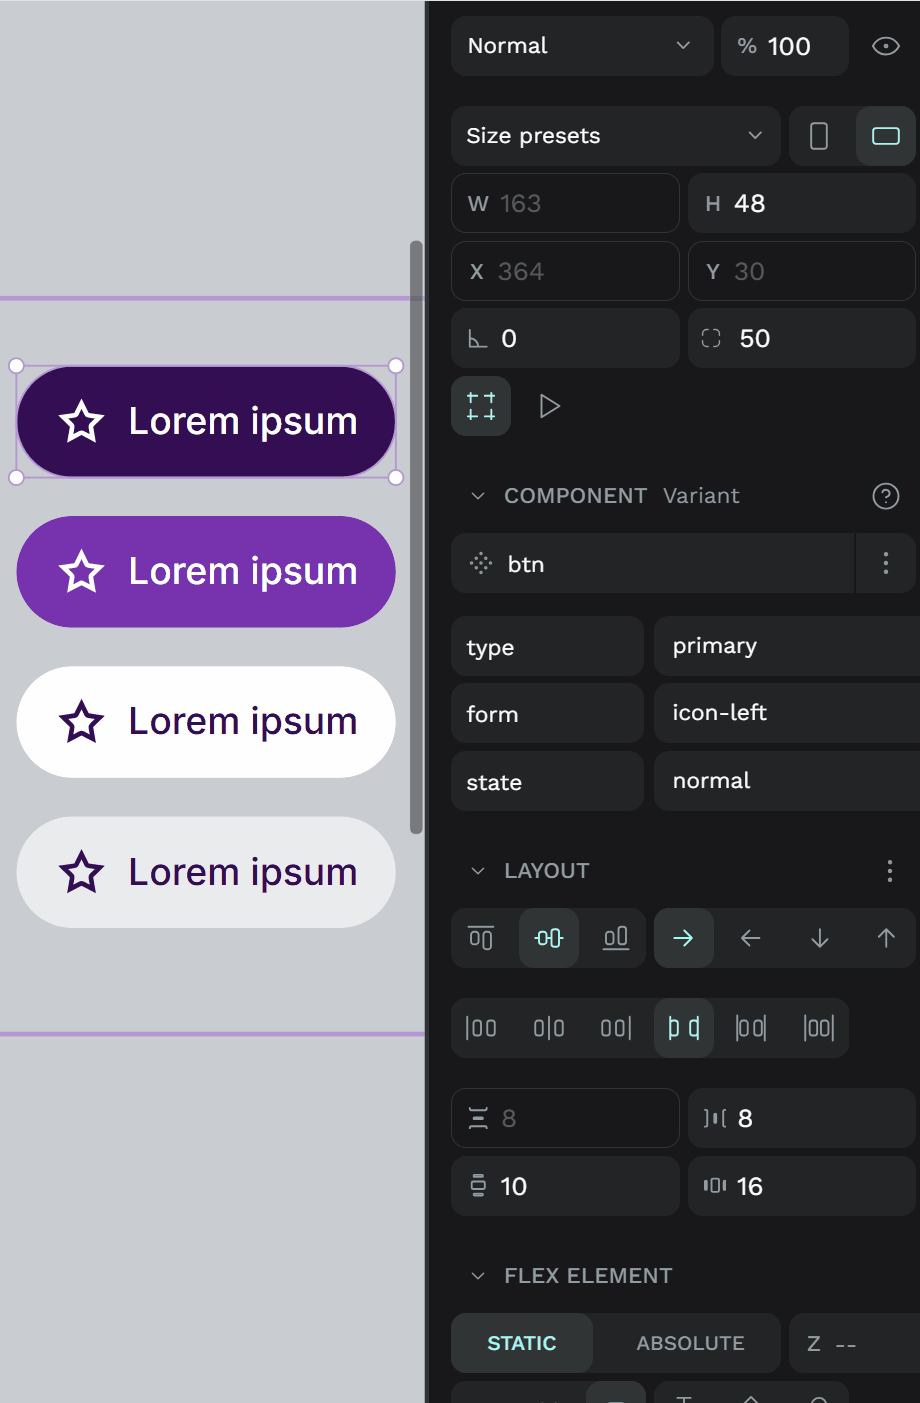 Lorem ipsum
Lorem ipsum
Lorem ipsum
Lorem ipsum
Normal
% 100
Size presets
W 163
H 48
X 364
Y 30
0
50
COMPONENT Variant
?
btn
type
primary
form
icon-left
state
normal
LAYOUT
8
8
10
16
FLEX ELEMENT
STATIC
ABSOLUTE
Z --